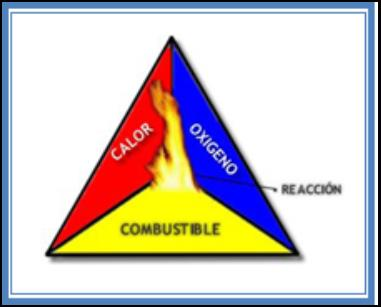 CALOR
OXIGENO
REACCIÓN
COMBUSTIBLE